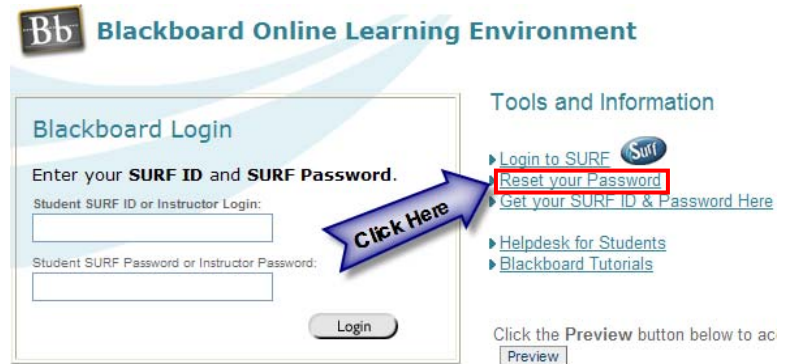 Bb Blackboard Online Learning Environment
Blackboard Login
Enter your SURF ID and SURF Password.
Student SURF ID or Instructor Login:
Student SURF Password or Instructor Password:
Login
Click Here
Tools and Information
Login to SURF Surf
Reset your Password
Get your SURF ID & Password Here
Helpdesk for Students
Blackboard Tutorials
Click the Preview button below to
Preview